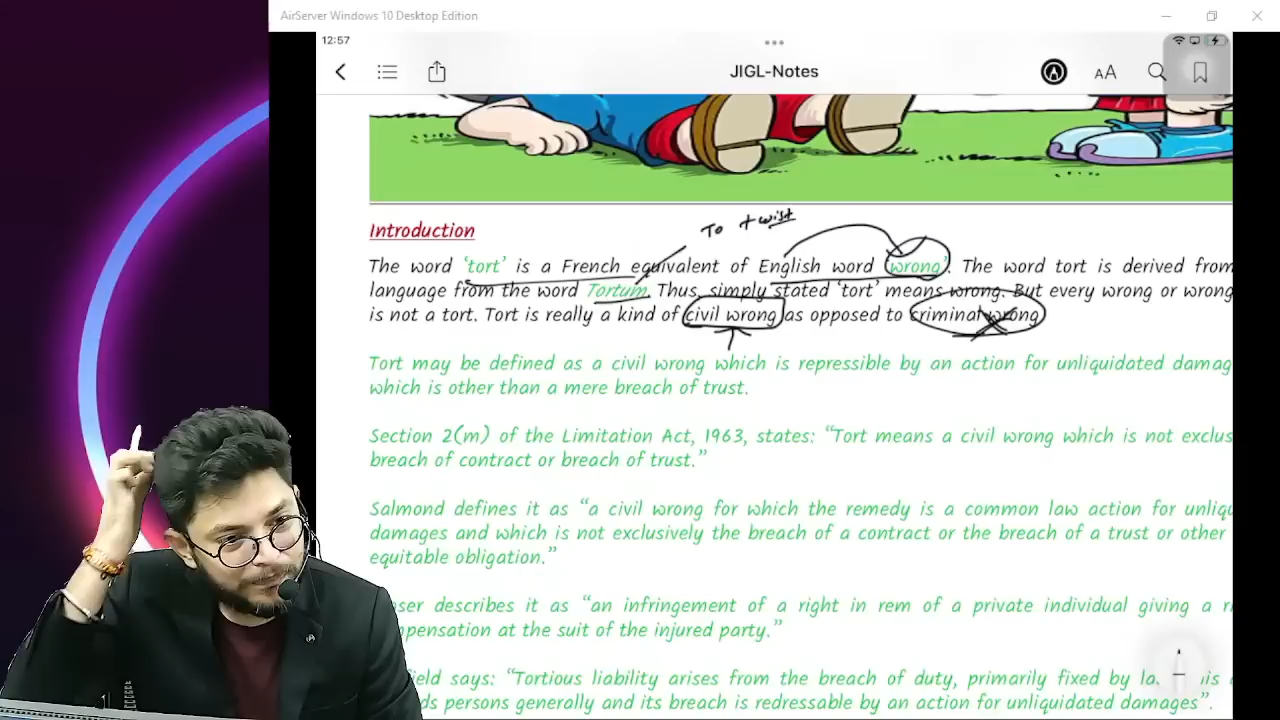 AirServer Windows 10 Desktop Edition
12:57
JIGL-Notes
AA
To twist
Introduction
The word 'tort' is a French equivalent of English word 'wrong'. The word tort is derived from
language from the word Tortum. Thus, simply stated 'tort' means wrong. But every wrong or wrong
is not a tort. Tort is really a kind of civil wrong as opposed to criminal wrong
Tort may be defined as a civil wrong which is repressible by an action for unliquidated damag
which is other than a mere breach of trust.
Section 2(m) of the Limitation Act, 1963, states: "Tort means a civil wrong which is not exclus
breach of contract or breach of trust."
Salmond defines it as "a civil wrong for which the remedy is a common law action for unliqu
damages and which is not exclusively the breach of a contract or the breach of a trust or other
equitable obligation."
ser describes it as "an infringement of a right in rem of a private individual giving a ri
pensation at the suit of the injured party."
field says: "Tortious liability arises from the breach of duty, primarily fixed by la his
ds persons generally and its breach is redressable by an action for unliquidated damages".